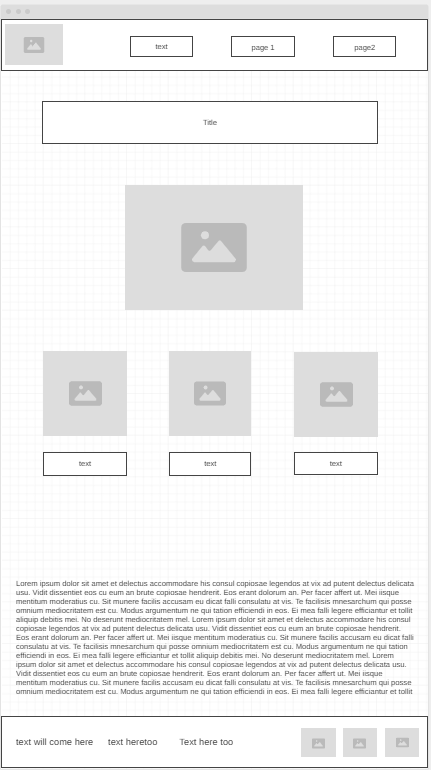 text
page 1
page2
Title
text
text
text
Lorem ipsum dolor sit amet et delectus accommodare his consul copiosae legendos at vix ad putent delectus delicata
usu. Vidit dissentiet eos cu eum an brute copiosae hendrerit. Eos erant dolorum an. Per facer affert ut. Mei iisque
mentitum moderatius cu. Sit munere facilis accusam eu dicat falli consulatu at vis. Te facilisis mnesarchum qui posse
omnium mediocritatem est cu. Modus argumentum ne qui tation efficiendi in eos. Ei mea falli legere efficiantur et tollit
aliquip debitis mel. No deserunt mediocritatem mel. Lorem ipsum dolor sit amet et delectus accommodare his consul
copiosae legendos at vix ad putent delectus delicata usu. Vidit dissentiet eos cu eum an brute copiosae hendrerit.
Eos erant dolorum an. Per facer affert ut. Mei iisque mentitum moderatius cu. Sit munere facilis accusam eu dicat falli
consulatu at vis. Te facilisis mnesarchum qui posse omnium mediocritatem est cu. Modus argumentum ne qui tation
efficiendi in eos. Ei mea falli legere efficiantur et tollit aliquip debitis mel. No deserunt mediocritatem mel. Lorem
ipsum dolor sit amet et delectus accommodare his consul copiosae legendos at vix ad putent delectus delicata usu.
Vidit dissentiet eos cu eum an brute copiosae hendrerit. Eos erant dolorum an. Per facer affert ut. Mei iisque
mentitum moderatius cu. Sit munere facilis accusam eu dicat falli consulatu at vis. Te facilisis mnesarchum qui posse
omnium mediocritatem est cu. Modus argumentum ne qui tation efficiendi in eos. Ei mea falli legere efficiantur et tollit
text will come here text heretoo Text here too